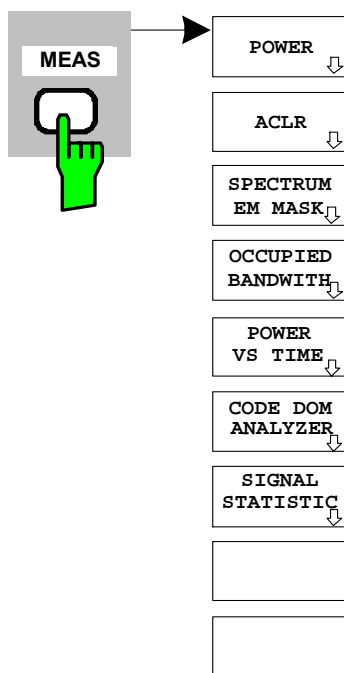 MEAS
POWER
ACLR
SPECTRUM
EM MASK
OCCUPIED
BANDWITH
POWER
VS TIME
CODE DOM
ANALYZER
SIGNAL
STATISTIC